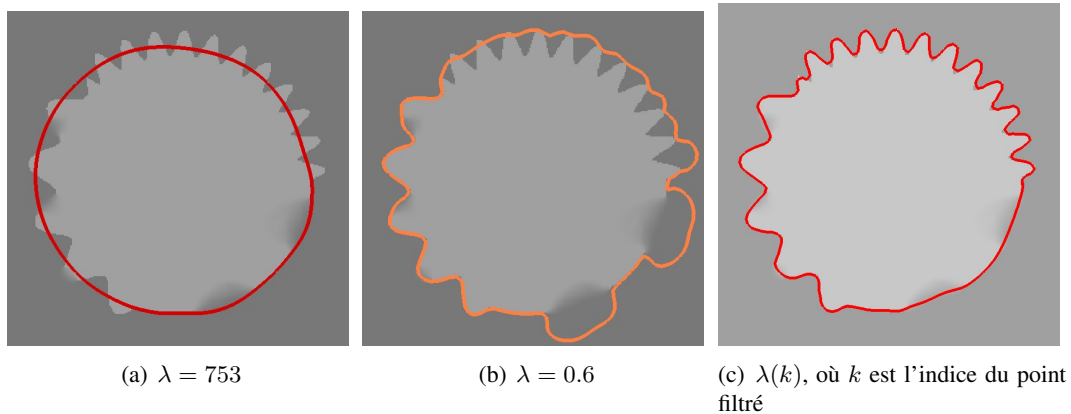 (a) λ = 753
(b) λ = 0.6
(c) λ(k), où k est l'indice du point
filtré